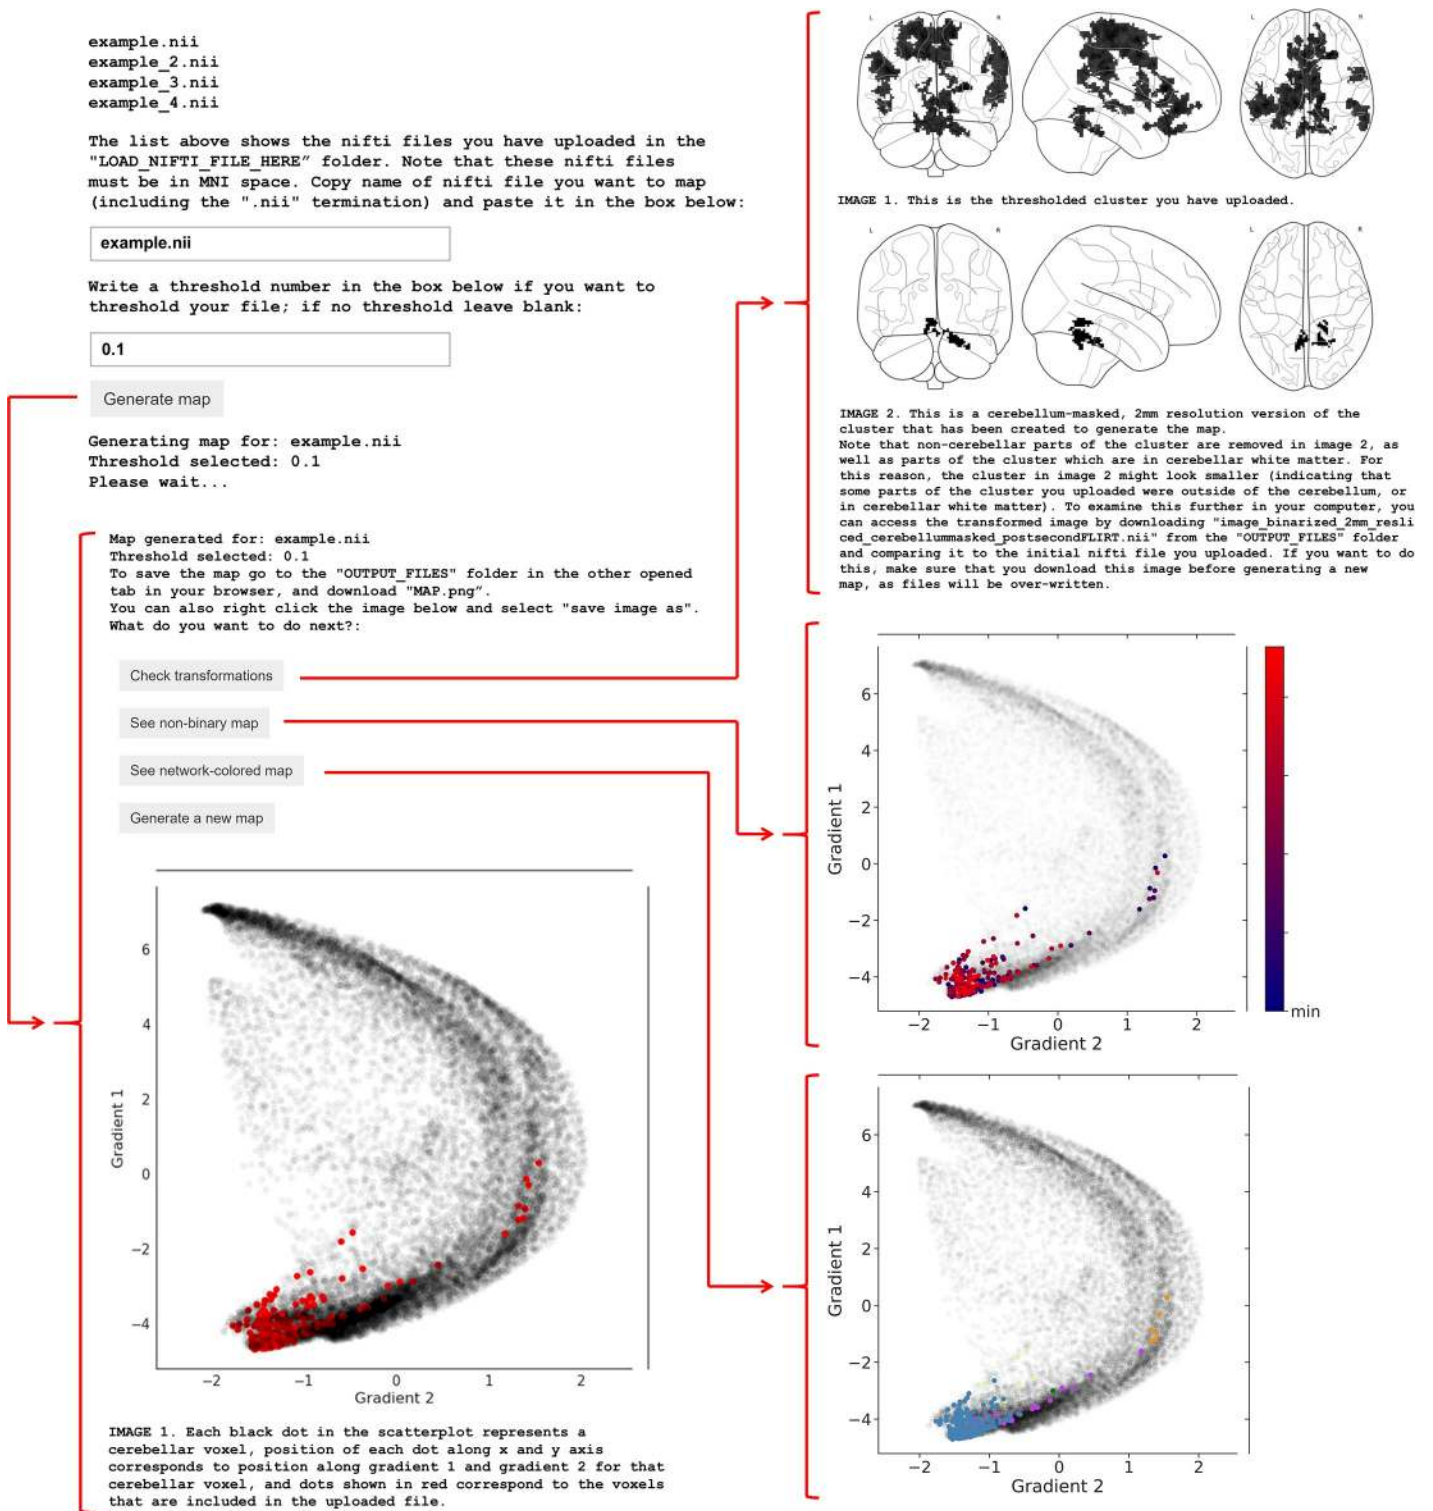 example.nii
example_2.nii
example_3.nii
example_4.nii
The list above shows the nifti files you have uploaded in the
"LOAD_NIFTI_FILE_HERE" folder. Note that these nifti files
must be in MNI space. Copy name of nifti file you want to map
(including the ".nii" termination) and paste it in the box below:
example.nii
Write a threshold number in the box below if you want to
threshold your file; if no threshold leave blank:
0.1
Generate map
Generating map for: example.nii
Threshold selected: 0.1
Please wait...
Map generated for: example.nii
Threshold selected: 0.1
To save the map go to the "OUTPUT_FILES" folder in the other opened
tab in your browser, and download "MAP.png".
You can also right click the image below and select "save image as".
What do you want to do next?:
Check transformations
See non-binary map
See network-colored map
Generate a new map
6
4
2
0
−2
−4
Gradient 1
−2 −1 0 1 2
Gradient 2
IMAGE 1. Each black dot in the scatterplot represents a
cerebellar voxel, position of each dot along x and y axis
corresponds to position along gradient 1 and gradient 2 for that
cerebellar voxel, and dots shown in red correspond to the voxels
that are included in the uploaded file.
L R L R
IMAGE 1. This is the thresholded cluster you have uploaded.
L R L R
IMAGE 2. This is a cerebellum-masked, 2mm resolution version of the
cluster that has been created to generate the map.
Note that non-cerebellar parts of the cluster are removed in image 2, as
well as parts of the cluster which are in cerebellar white matter. For
this reason, the cluster in image 2 might look smaller (indicating that
some parts of the cluster you uploaded were outside of the cerebellum, or
in cerebellar white matter). To examine this further in your computer, you
can access the transformed image by downloading "image_binarized_2mm_resli
ced_cerebellummasked_postsecondFLIRT.nii" from the "OUTPUT_FILES" folder
and comparing it to the initial nifti file you uploaded. If you want to do
this, make sure that you download this image before generating a new
map, as files will be over-written.
6
4
2
0
−2
−4
Gradient 1
−2 −1 0 1 2
Gradient 2
min
6
4
2
0
−2
−4
Gradient 1
−2 −1 0 1 2
Gradient 2